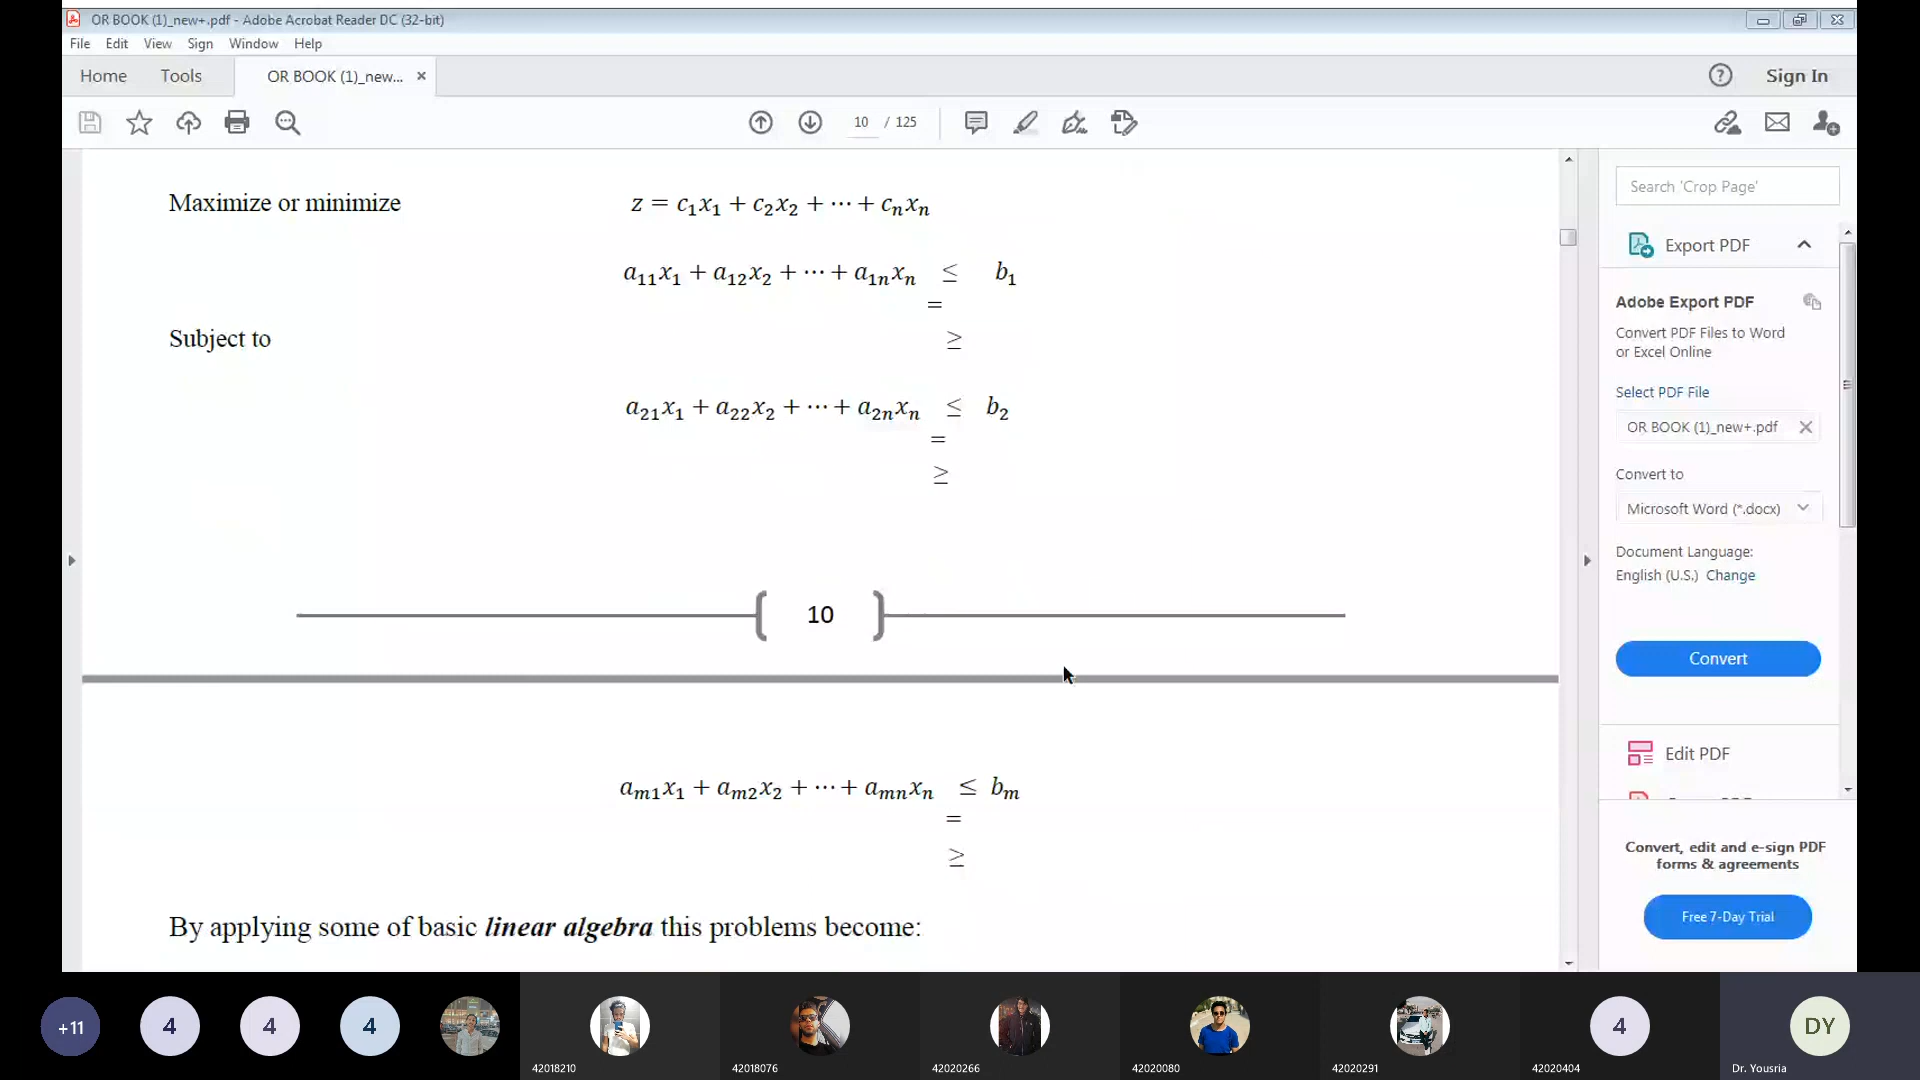 OR BOOK (1)_new+.pdf - Adobe Acrobat Reader DC (32-bit)
File Edit View Sign Window Help
Home Tools OR BOOK (1)_new... × Sign In
10 / 125
Maximize or minimize z = c₁x₁ + c₂x₂ + ⋯ + cₙxₙ
a₁₁x₁ + a₁₂x₂ + ⋯ + a₁ₙxₙ ≤ b₁
=
Subject to ≥
a₂₁x₁ + a₂₂x₂ + ⋯ + a₂ₙxₙ ≤ b₂
=
≥
{ 10 }
aₘ₁x₁ + aₘ₂x₂ + ⋯ + aₘₙxₙ ≤ bₘ
=
≥
By applying some of basic linear algebra this problems become:
Search 'Crop Page'
Export PDF
Adobe Export PDF
Convert PDF Files to Word
or Excel Online
Select PDF File
OR BOOK (1)_new+.pdf ×
Convert to
Microsoft Word (*.docx)
Document Language:
English (U.S.) Change
Convert
Edit PDF
Convert, edit and e-sign PDF
forms & agreements
Free 7-Day Trial
+11 4 4 4 4 DY
42018210 42018076 42020266 42020080 42020291 42020404 Dr. Yousria